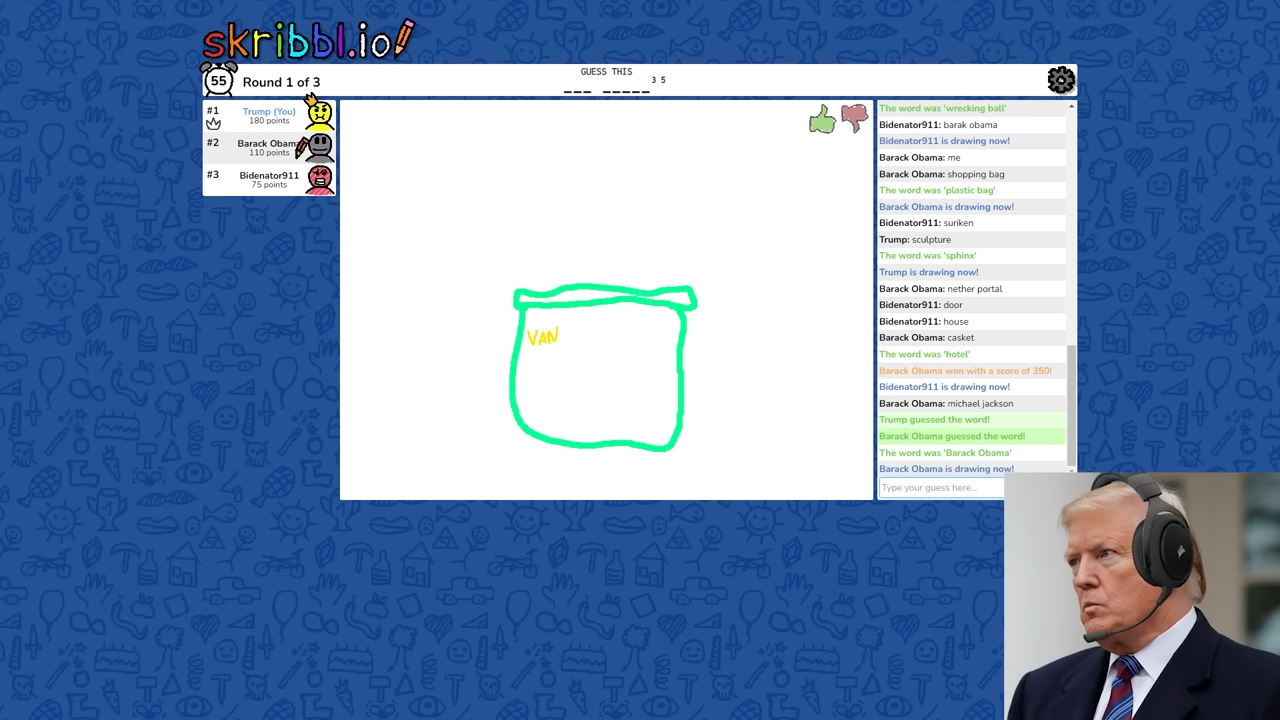 skribbl.io
55
Round 1 of 3
GUESS THIS
___ _____ 3 5
#1
Trump (You)
180 points
#2
Barack Obama
110 points
#3
Bidenator911
75 points
VAN
The word was 'wrecking ball'
Bidenator911: barak obama
Bidenator911 is drawing now!
Barack Obama: me
Barack Obama: shopping bag
The word was 'plastic bag'
Barack Obama is drawing now!
Bidenator911: suriken
Trump: sculpture
The word was 'sphinx'
Trump is drawing now!
Barack Obama: nether portal
Bidenator911: door
Bidenator911: house
Barack Obama: casket
The word was 'hotel'
Barack Obama won with a score of 350!
Bidenator911 is drawing now!
Barack Obama: michael jackson
Trump guessed the word!
Barack Obama guessed the word!
The word was 'Barack Obama'
Barack Obama is drawing now!
Type your guess here...